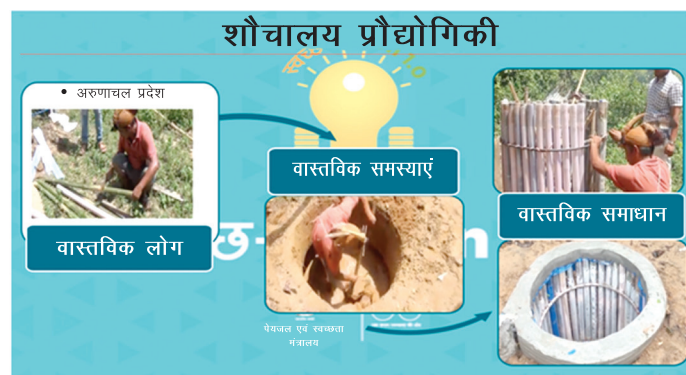 शौचालय प्रौद्योगिकी
• अरुणाचल प्रदेश
वास्तविक लोग
वास्तविक समस्याएं
वास्तविक समाधान
पेयजल एवं स्वच्छता
मंत्रालय